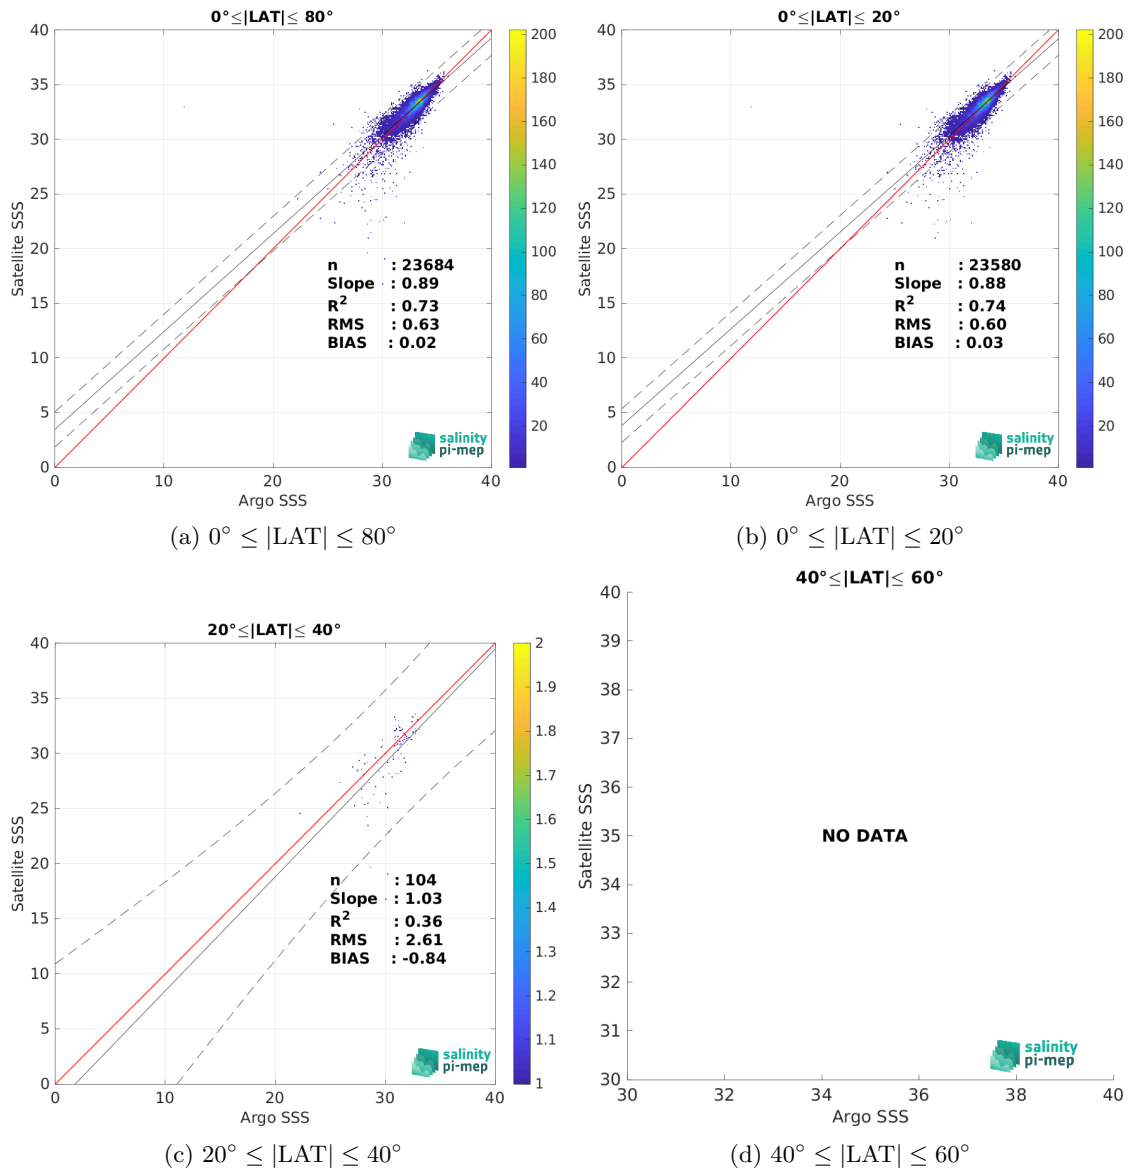 0°≤|LAT|≤ 80°
Satellite SSS
40
35
30
25
20
15
10
5
0
0
10
20
30
40
Argo SSS
200
180
160
140
120
100
80
60
40
20
n : 23684
Slope : 0.89
R² : 0.73
RMS : 0.63
BIAS : 0.02
salinity
pi-mep
(a) 0° ≤ |LAT| ≤ 80°
0°≤|LAT|≤ 20°
Satellite SSS
40
35
30
25
20
15
10
5
0
0
10
20
30
40
Argo SSS
200
180
160
140
120
100
80
60
40
20
n : 23580
Slope : 0.88
R² : 0.74
RMS : 0.60
BIAS : 0.03
salinity
pi-mep
(b) 0° ≤ |LAT| ≤ 20°
20°≤|LAT|≤ 40°
Satellite SSS
40
35
30
25
20
15
10
5
0
0
10
20
30
40
Argo SSS
2
1.9
1.8
1.7
1.6
1.5
1.4
1.3
1.2
1.1
1
n : 104
Slope : 1.03
R² : 0.36
RMS : 2.61
BIAS : -0.84
salinity
pi-mep
(c) 20° ≤ |LAT| ≤ 40°
40°≤|LAT|≤ 60°
Satellite SSS
40
39
38
37
36
35
34
33
32
31
30
30
32
34
36
38
40
Argo SSS
NO DATA
salinity
pi-mep
(d) 40° ≤ |LAT| ≤ 60°